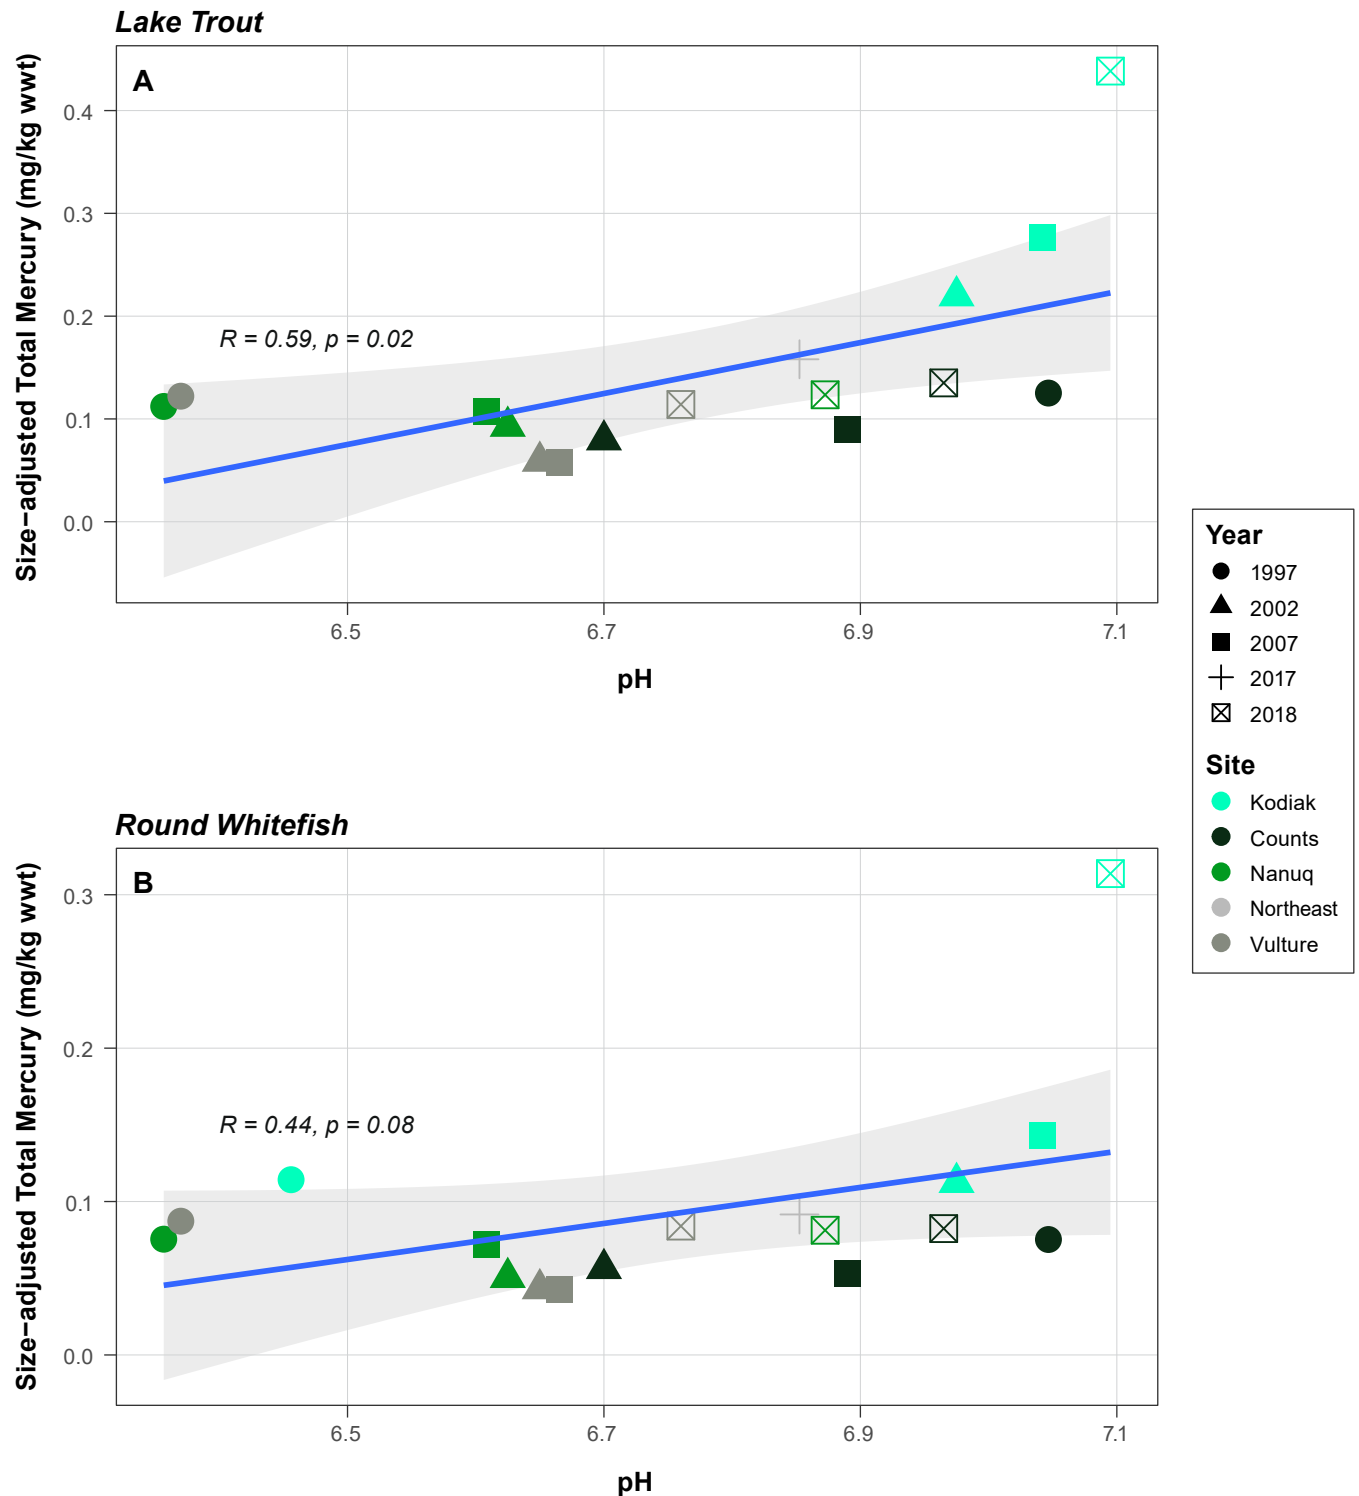 Lake Trout
A
Size−adjusted Total Mercury (mg/kg wwt)
0.4
0.3
0.2
0.1
0.0
R = 0.59, p = 0.02
6.5 6.7 6.9 7.1
pH
Year
1997
2002
2007
2017
2018
Site
Kodiak
Counts
Nanuq
Northeast
Vulture
Round Whitefish
B
Size−adjusted Total Mercury (mg/kg wwt)
0.3
0.2
0.1
0.0
R = 0.44, p = 0.08
6.5 6.7 6.9 7.1
pH